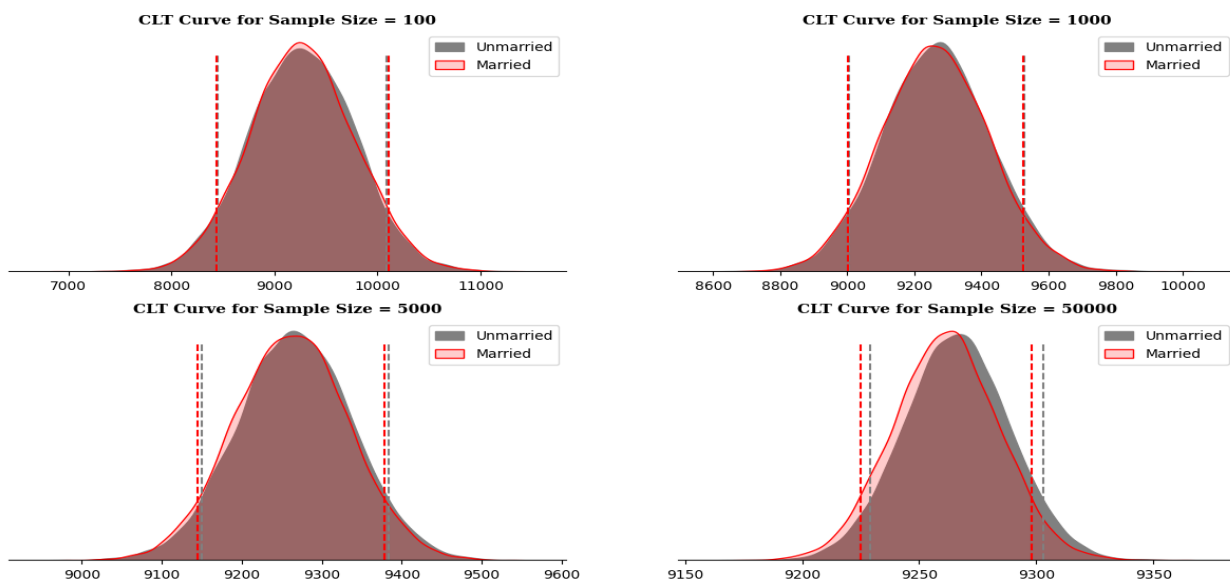 CLT Curve for Sample Size = 100
Unmarried
Married
7000 8000 9000 10000 11000
CLT Curve for Sample Size = 1000
Unmarried
Married
8600 8800 9000 9200 9400 9600 9800 10000
CLT Curve for Sample Size = 5000
Unmarried
Married
9000 9100 9200 9300 9400 9500 9600
CLT Curve for Sample Size = 50000
Unmarried
Married
9150 9200 9250 9300 9350